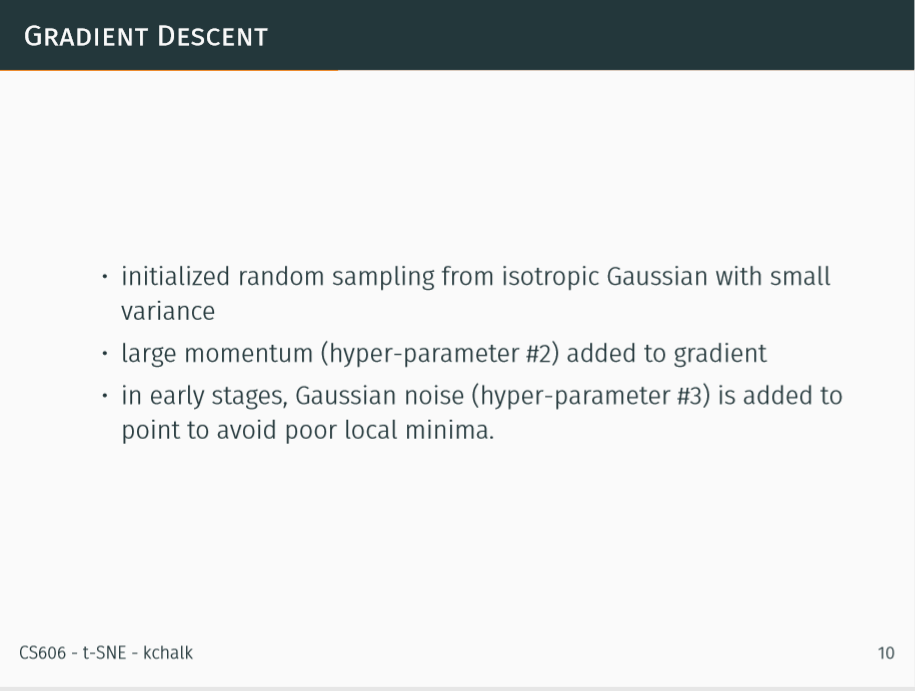 Gradient Descent
• initialized random sampling from isotropic Gaussian with small
variance
• large momentum (hyper-parameter #2) added to gradient
• in early stages, Gaussian noise (hyper-parameter #3) is added to
point to avoid poor local minima.
CS606 - t-SNE - kchalk
10